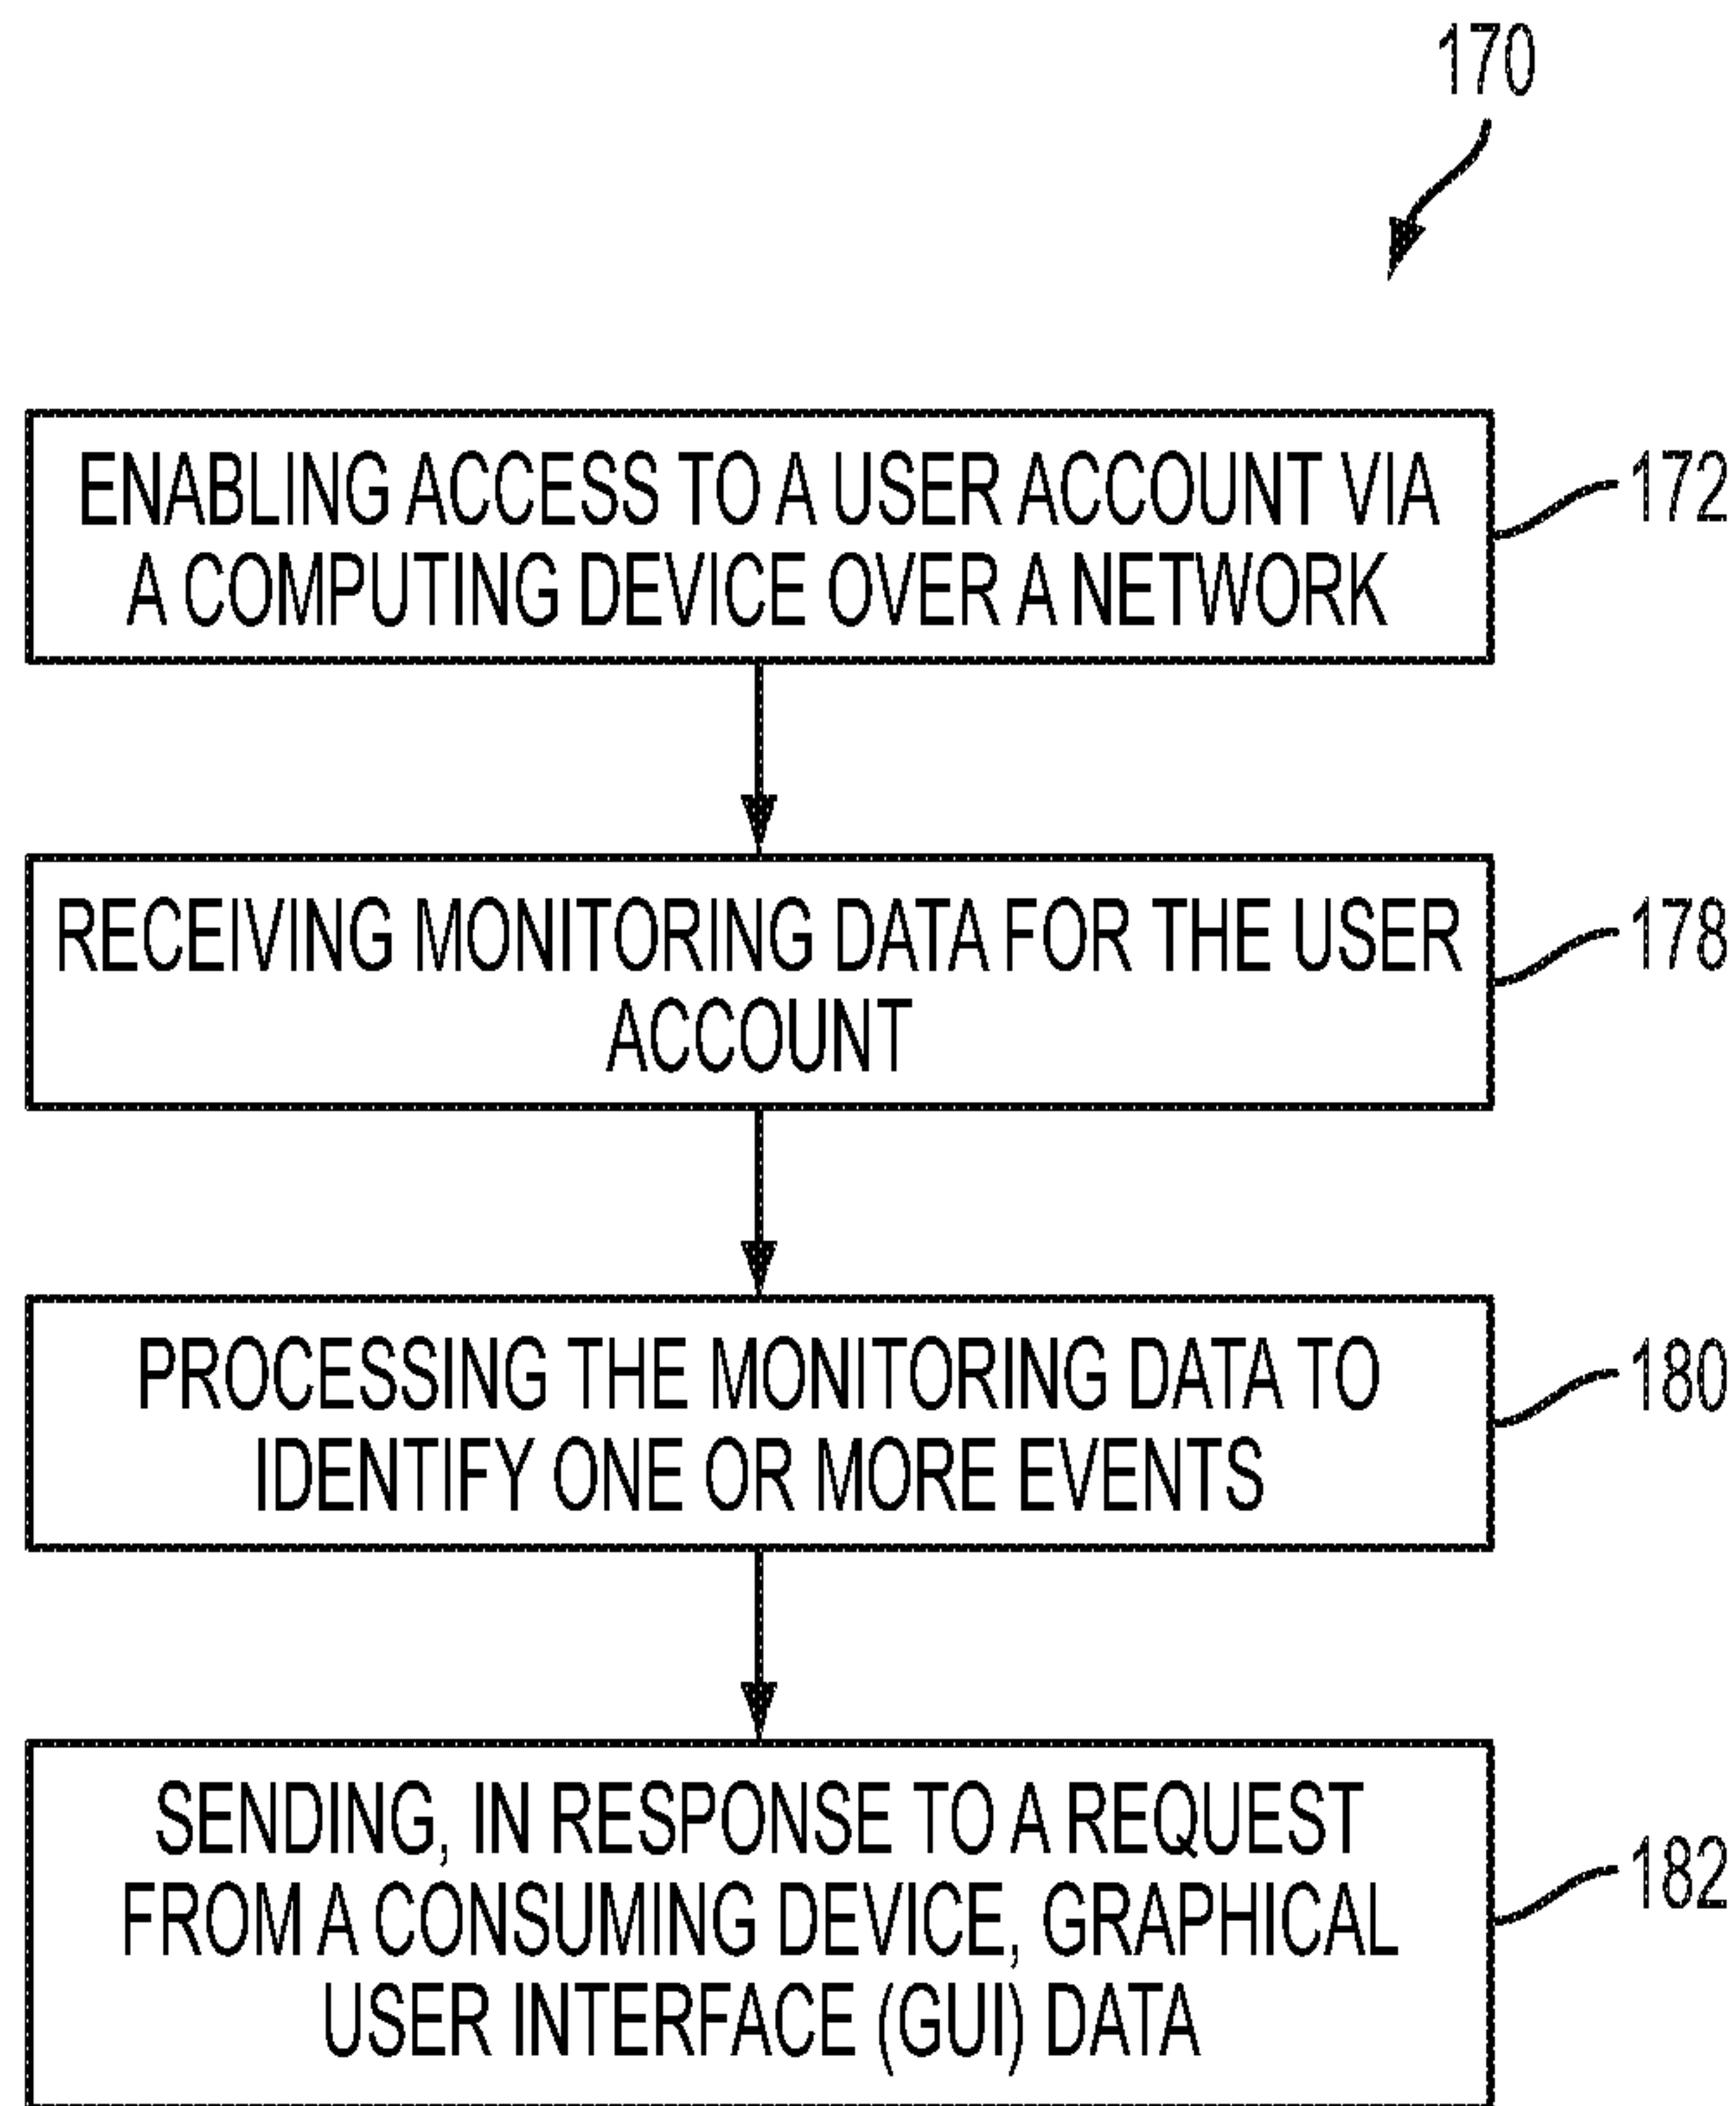 170
ENABLING ACCESS TO A USER ACCOUNT VIA
A COMPUTING DEVICE OVER A NETWORK
172
RECEIVING MONITORING DATA FOR THE USER
ACCOUNT
178
PROCESSING THE MONITORING DATA TO
IDENTIFY ONE OR MORE EVENTS
180
SENDING, IN RESPONSE TO A REQUEST
FROM A CONSUMING DEVICE, GRAPHICAL
USER INTERFACE (GUI) DATA
182